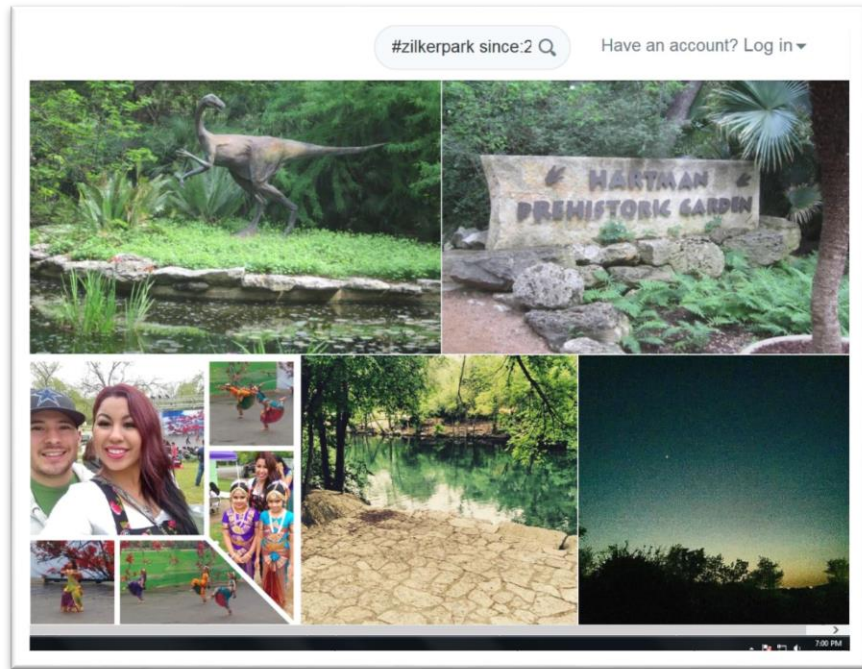 #zilkerpark since:2
Have an account? Log in
HARTMAN
PREHISTORIC GARDEN
7:00 PM